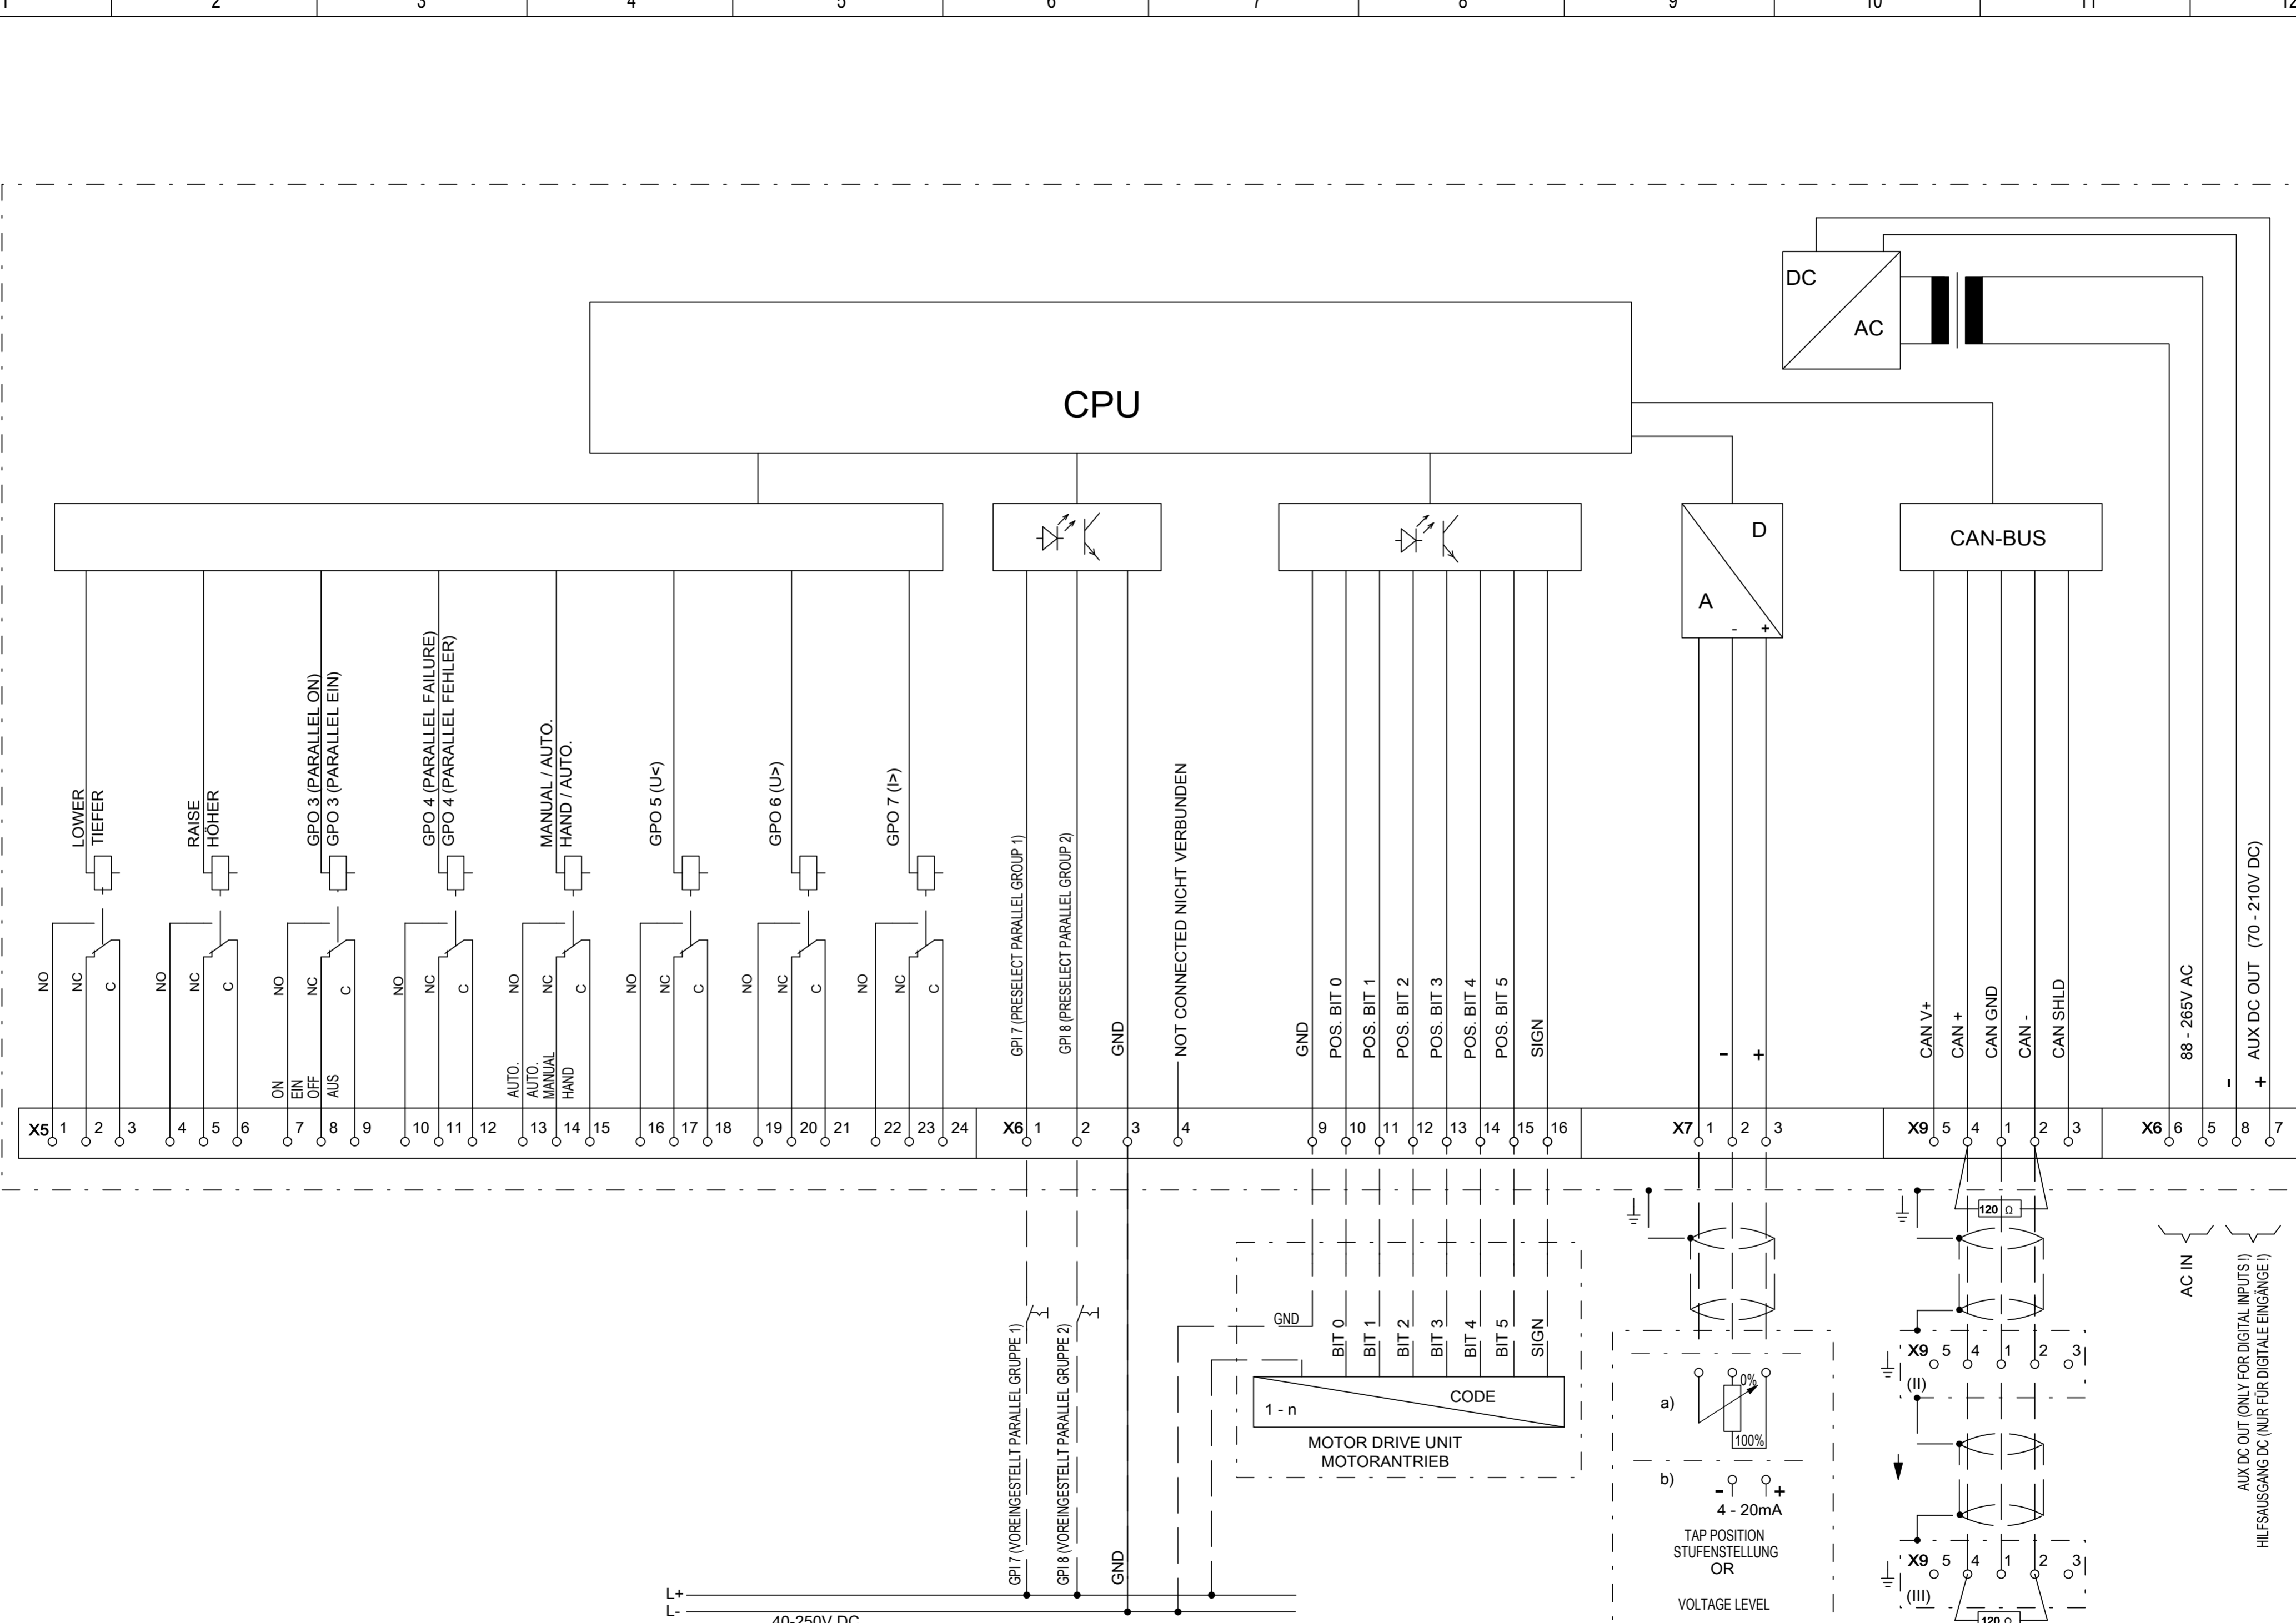 1 2 3 4 5 6 7 8 9 10 11 12
DC
AC
CPU
D
A
- +
CAN-BUS
LOWER
TIEFER
RAISE
HÖHER
GPO 3 (PARALLEL ON)
GPO 3 (PARALLEL EIN)
GPO 4 (PARALLEL FAILURE)
GPO 4 (PARALLEL FEHLER)
MANUAL / AUTO.
HAND / AUTO.
GPO 5 (U<)
GPO 6 (U>)
GPO 7 (I>)
GPI 7 (PRESELECT PARALLEL GROUP 1)
GPI 8 (PRESELECT PARALLEL GROUP 2)
GND
NOT CONNECTED NICHT VERBUNDEN
GND
POS. BIT 0
POS. BIT 1
POS. BIT 2
POS. BIT 3
POS. BIT 4
POS. BIT 5
SIGN
- +
CAN V+
CAN +
CAN GND
CAN -
CAN SHLD
88 - 265V AC
AUX DC OUT (70 - 210V DC)
- +
NO NC C NO NC C NO NC C NO NC C NO NC C NO NC C NO NC C NO NC C
ON
EIN
OFF
AUS
AUTO.
AUTO.
MANUAL
HAND
X5 1 2 3 4 5 6 7 8 9 10 11 12 13 14 15 16 17 18 19 20 21 22 23 24
X6 1 2 3 4 9 10 11 12 13 14 15 16
X7 1 2 3
X9 5 4 1 2 3
X6 6 5 8 7
120 Ω
AC IN
AUX DC OUT (ONLY FOR DIGITAL INPUTS !)
HILFSAUSGANG DC (NUR FÜR DIGITALE EINGÄNGE !)
GPI 7 (VOREINGESTELLT PARALLEL GRUPPE 1)
GPI 8 (VOREINGESTELLT PARALLEL GRUPPE 2)
GND
GND
BIT 0
BIT 1
BIT 2
BIT 3
BIT 4
BIT 5
SIGN
CODE
1 - n
MOTOR DRIVE UNIT
MOTORANTRIEB
a)
0%
100%
b)
- +
4 - 20mA
TAP POSITION
STUFENSTELLUNG
OR
VOLTAGE LEVEL
X9 5 4 1 2 3
(II)
X9 5 4 1 2 3
(III)
120 Ω
L+
L-
40-250V DC